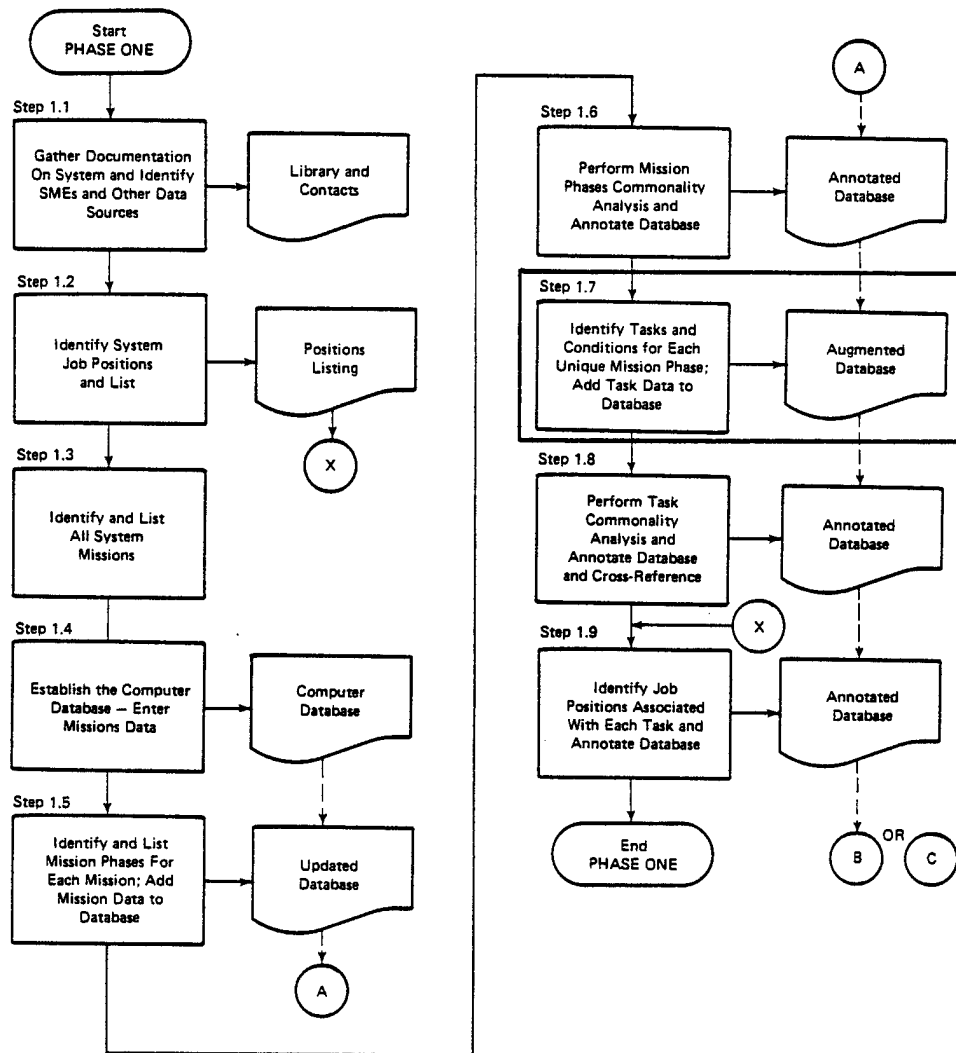 Start
PHASE ONE
Step 1.1
Gather Documentation
On System and Identify
SMEs and Other Data
Sources
Library and
Contacts
Step 1.2
Identify System
Job Positions
and List
Positions
Listing
X
Step 1.3
Identify and List
All System
Missions
Step 1.4
Establish the Computer
Database — Enter
Missions Data
Computer
Database
Step 1.5
Identify and List
Mission Phases For
Each Mission; Add
Mission Data to
Database
Updated
Database
A
A
Step 1.6
Perform Mission
Phases Commonality
Analysis and
Annotate Database
Annotated
Database
Step 1.7
Identify Tasks and
Conditions for Each
Unique Mission Phase;
Add Task Data to
Database
Augmented
Database
Step 1.8
Perform Task
Commonality
Analysis and
Annotate Database
and Cross-Reference
Annotated
Database
X
Step 1.9
Identify Job
Positions Associated
With Each Task and
Annotate Database
Annotated
Database
End
PHASE ONE
B
OR
C